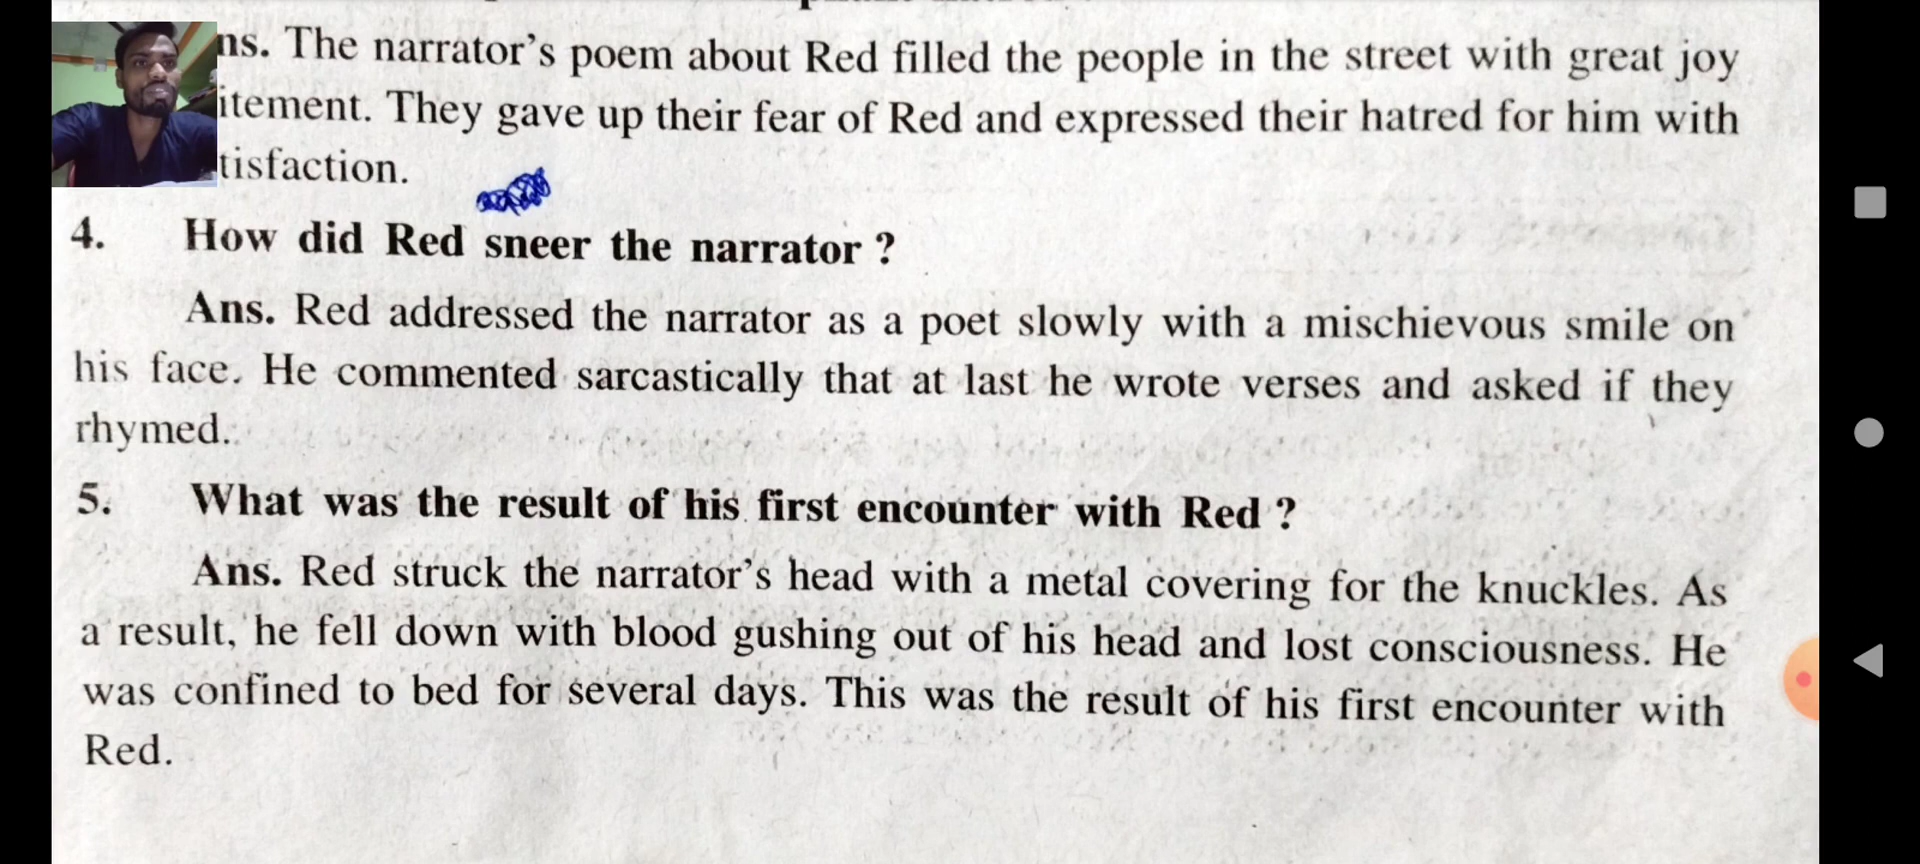 ns. The narrator's poem about Red filled the people in the street with great joy
itement. They gave up their fear of Red and expressed their hatred for him with
tisfaction.
4. How did Red sneer the narrator ?
Ans. Red addressed the narrator as a poet slowly with a mischievous smile on
his face. He commented sarcastically that at last he wrote verses and asked if they
rhymed.
5. What was the result of his first encounter with Red ?
Ans. Red struck the narrator's head with a metal covering for the knuckles. As
a result, he fell down with blood gushing out of his head and lost consciousness. He
was confined to bed for several days. This was the result of his first encounter with
Red.